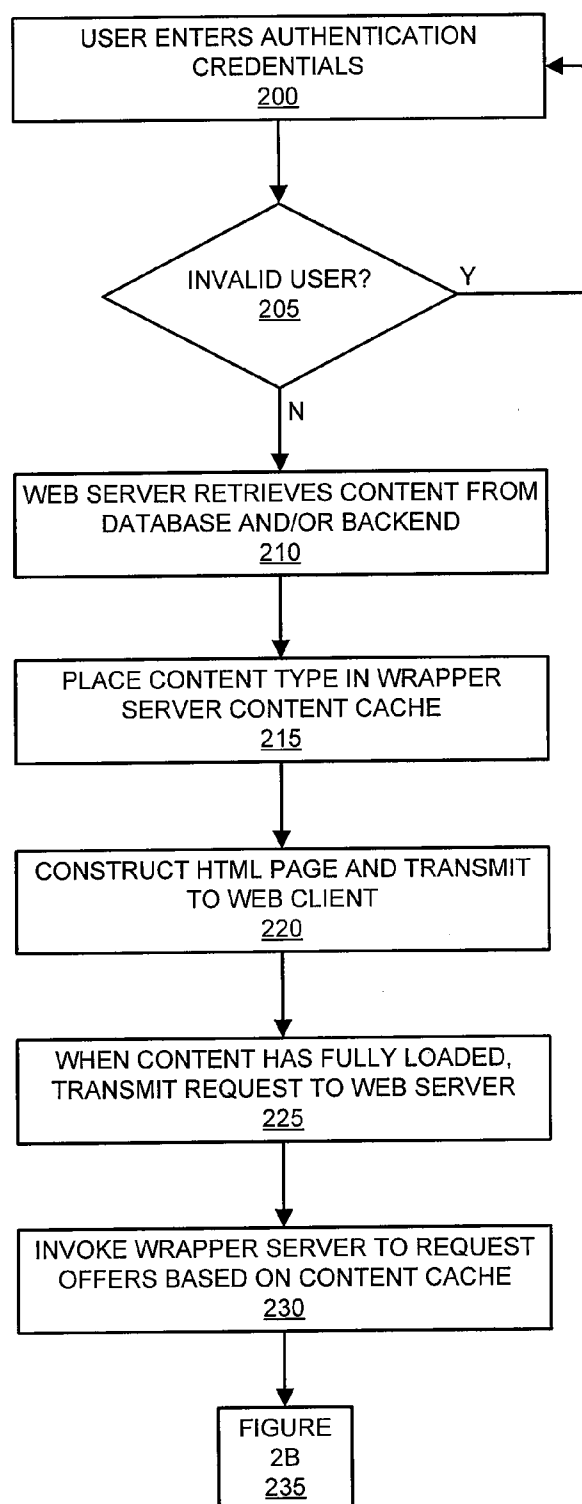 USER ENTERS AUTHENTICATION
CREDENTIALS
200
INVALID USER?
205
Y
N
WEB SERVER RETRIEVES CONTENT FROM
DATABASE AND/OR BACKEND
210
PLACE CONTENT TYPE IN WRAPPER
SERVER CONTENT CACHE
215
CONSTRUCT HTML PAGE AND TRANSMIT
TO WEB CLIENT
220
WHEN CONTENT HAS FULLY LOADED,
TRANSMIT REQUEST TO WEB SERVER
225
INVOKE WRAPPER SERVER TO REQUEST
OFFERS BASED ON CONTENT CACHE
230
FIGURE
2B
235